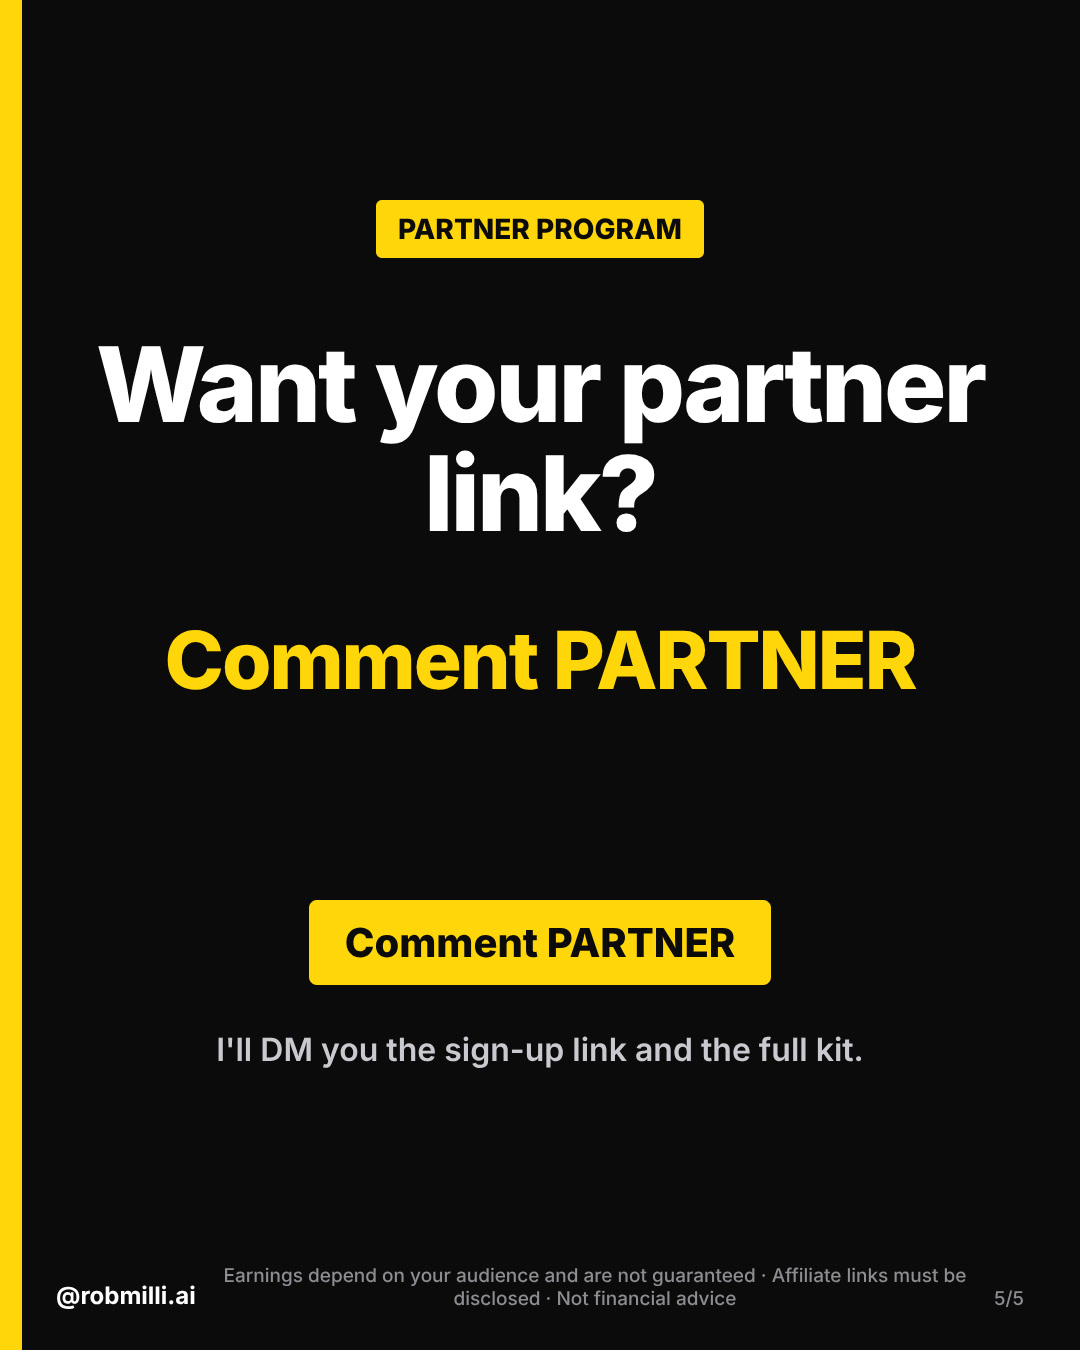 PARTNER PROGRAM
Want your partner
link?
Comment PARTNER
Comment PARTNER
I'll DM you the sign-up link and the full kit.
@robmilli.ai
Earnings depend on your audience and are not guaranteed · Affiliate links must be
disclosed · Not financial advice
5/5